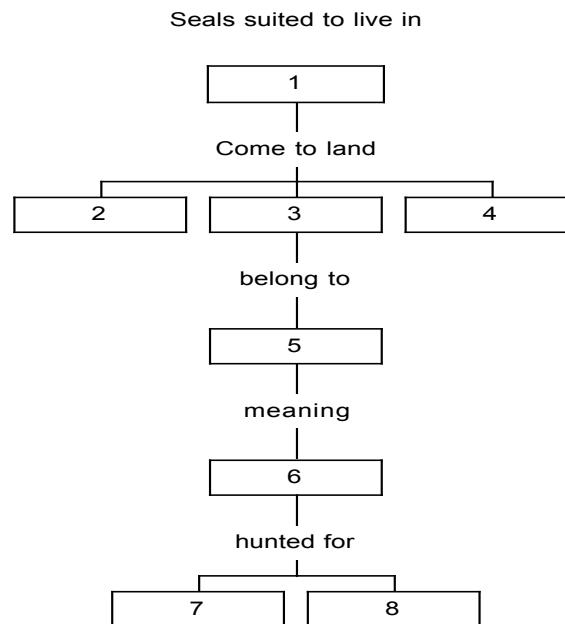 Seals suited to live in
1
Come to land
2 3 4
belong to
5
meaning
6
hunted for
7 8